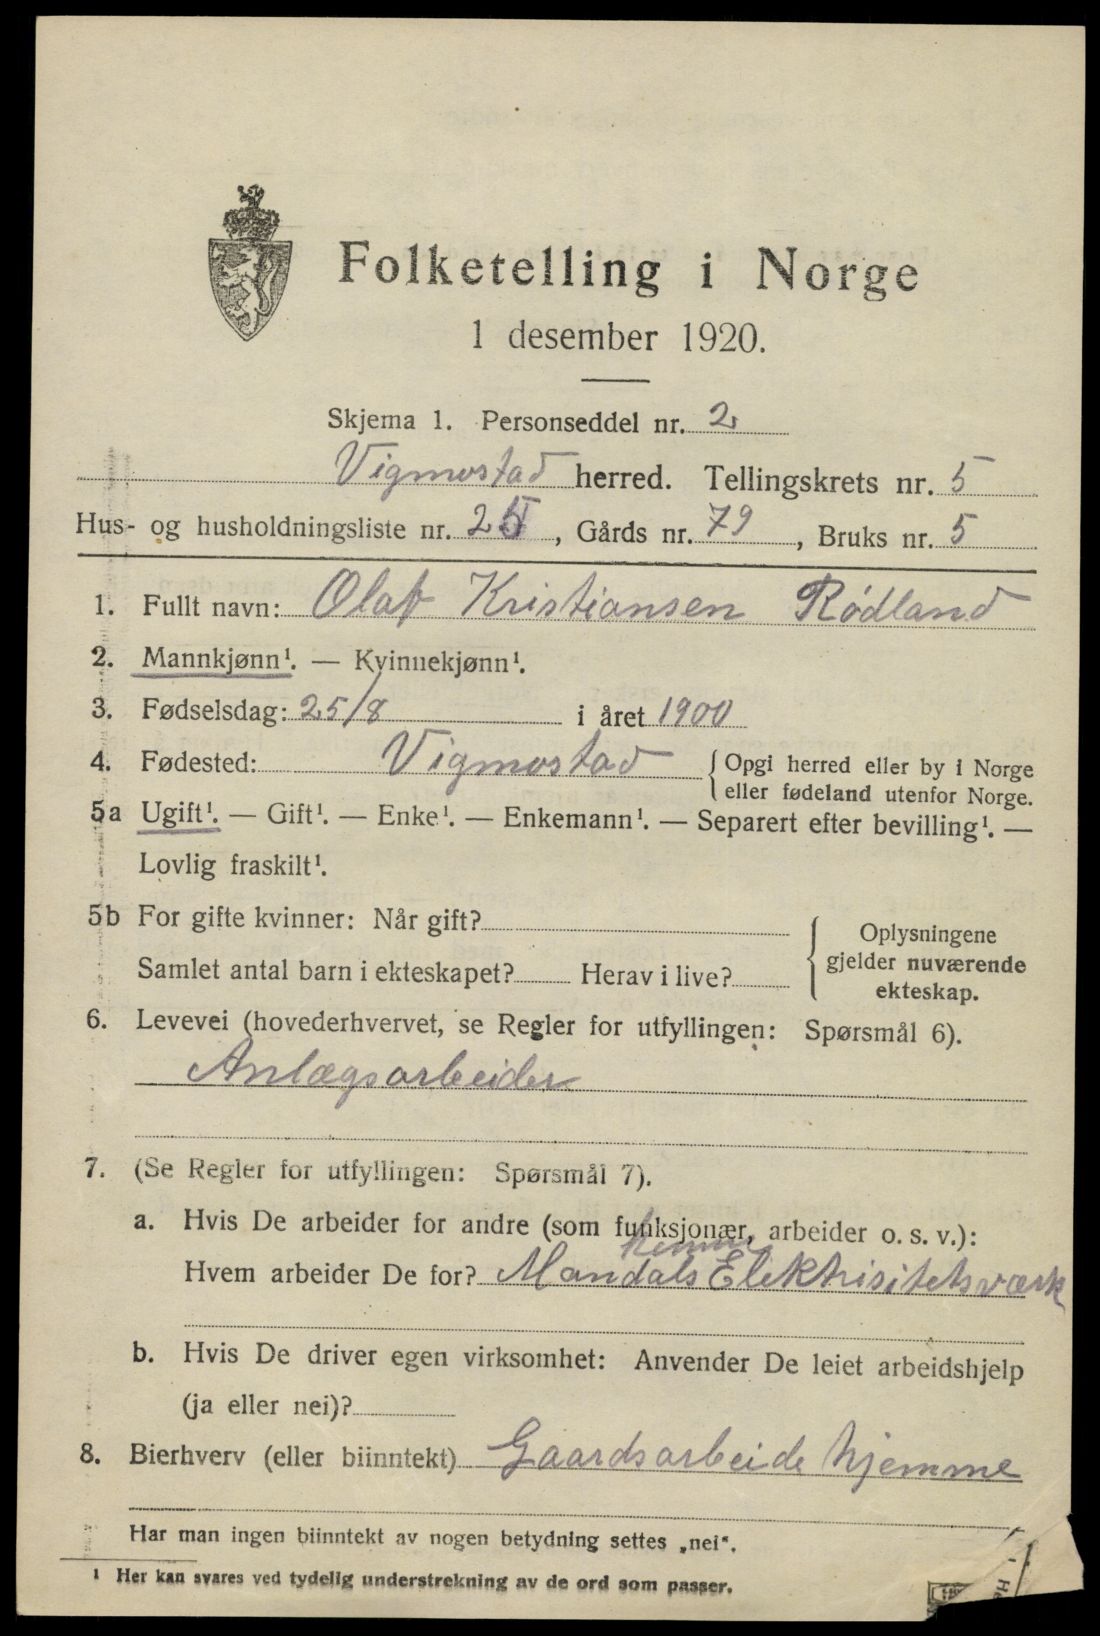 Folketelling i Norge
1 desember 1920.
Skjema 1. Personseddel nr. 2
Vigmostad herred. Tellingskrets nr. 5
Hus- og husholdningsliste nr. 25, Gårds nr. 79, Bruks nr. 5
1. Fullt navn: Olaf Kristiansen Rødland
2. Mannkjønn¹. — Kvinnekjønn¹.
3. Fødselsdag: 25/8 i året 1900
4. Fødested: Vigmostad { Opgi herred eller by i Norge
eller fødeland utenfor Norge.
5a Ugift¹. — Gift¹. — Enke¹. — Enkemann¹. — Separert efter bevilling¹. —
Lovlig fraskilt¹.
5b For gifte kvinner: Når gift?
Samlet antal barn i ekteskapet? Herav i live?
Oplysningene
gjelder nuværende
ekteskap.
6. Levevei (hovederhvervet, se Regler for utfyllingen: Spørsmål 6).
Anlægsarbeider
7. (Se Regler for utfyllingen: Spørsmål 7).
a. Hvis De arbeider for andre (som funksjonær, arbeider o. s. v.):
Hvem arbeider De for? Mandals Elektrisitetsværk
b. Hvis De driver egen virksomhet: Anvender De leiet arbeidshjelp
(ja eller nei)?
8. Bierhverv (eller biinntekt) Gaardsarbeide hjemme
Har man ingen biinntekt av nogen betydning settes „nei“.
¹ Her kan svares ved tydelig understrekning av de ord som passer.